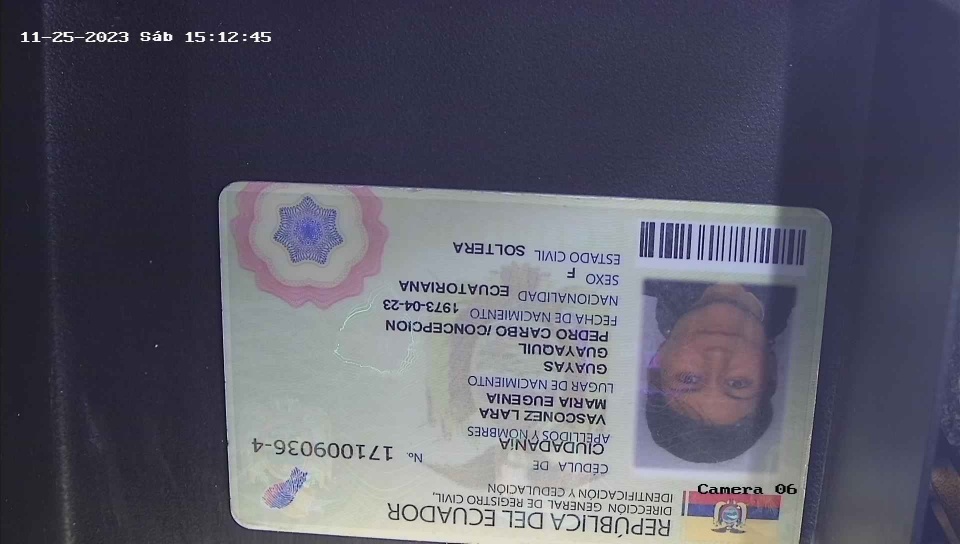 11-25-2023 Sáb 15:12:45
REPÚBLICA DEL ECUADOR
DIRECCIÓN GENERAL DE REGISTRO CIVIL,
IDENTIFICACIÓN Y CEDULACIÓN
CÉDULA DE
CIUDADANÍA
No. 171009036-4
APELLIDOS Y NOMBRES
VASCONEZ LARA
MARIA EUGENIA
LUGAR DE NACIMIENTO
GUAYAS
GUAYAQUIL
PEDRO CARBO /CONCEPCION
FECHA DE NACIMIENTO 1973-04-23
NACIONALIDAD ECUATORIANA
SEXO F
ESTADO CIVIL SOLTERA
Camera 06